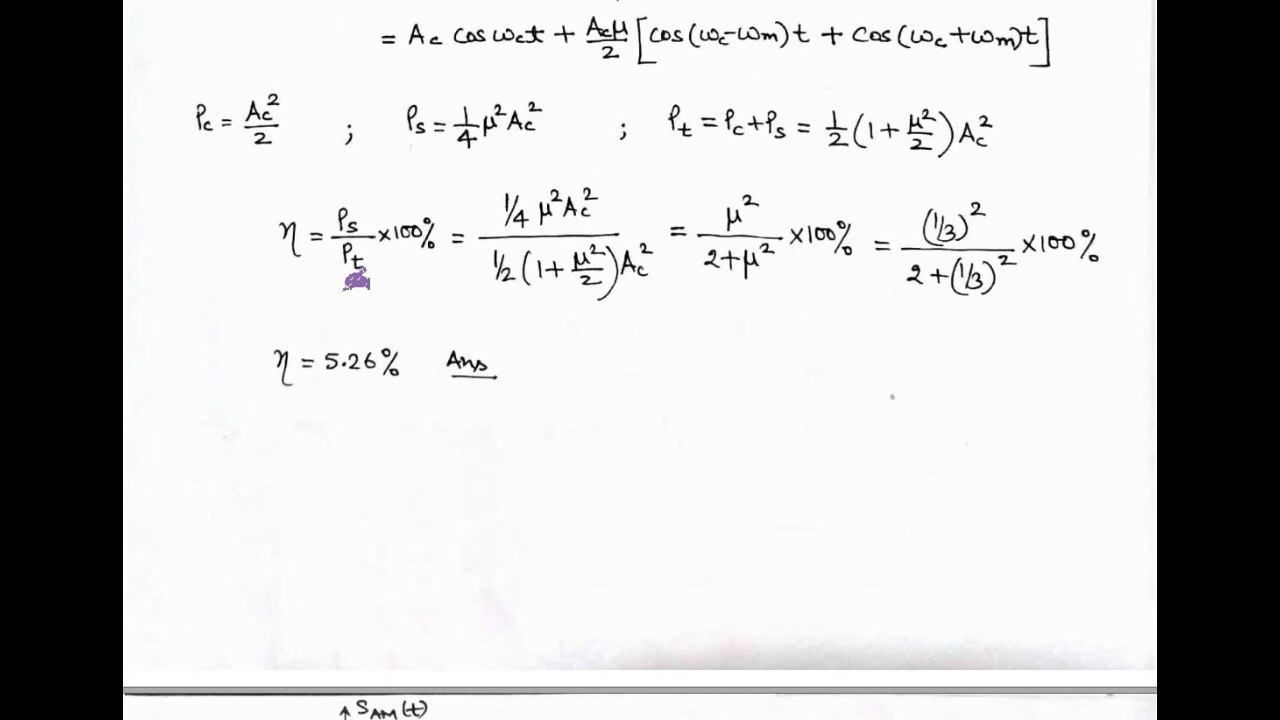 = Ac cos ωct + Acμ/2 [cos(ωc-ωm)t + cos(ωc+ωm)t]
Pc = Ac²/2 ; Ps = 1/4 μ²Ac² ; Pt = Pc+Ps = 1/2 (1+μ²/2) Ac²
η = Ps/Pt ×100% = 1/4 μ²Ac² / 1/2 (1+μ²/2) Ac² = μ²/2+μ² ×100% = (1/3)²/2+(1/3)² ×100%
η = 5.26% Ans
↑ SAM(t)